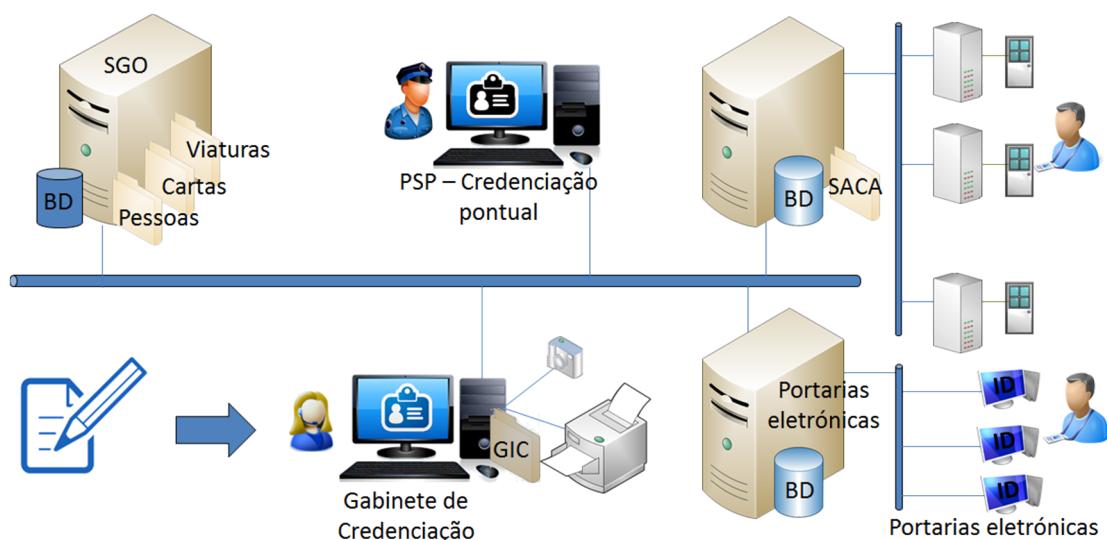 SGO
Viaturas
Cartas
BD
Pessoas
PSP – Credenciação
pontual
SACA
BD
GIC
Gabinete de
Credenciação
Portarias
eletrónicas
BD
ID
ID
ID
Portarias eletrónicas